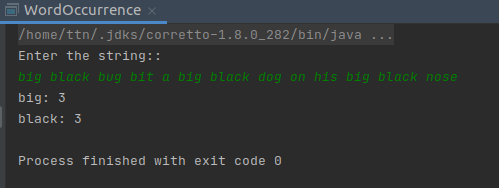 WordOccurrence
/home/ttn/.jdks/corretto-1.8.0_282/bin/java ...
Enter the string::
big black bug bit a big black dog on his big black nose
big: 3
black: 3
Process finished with exit code 0